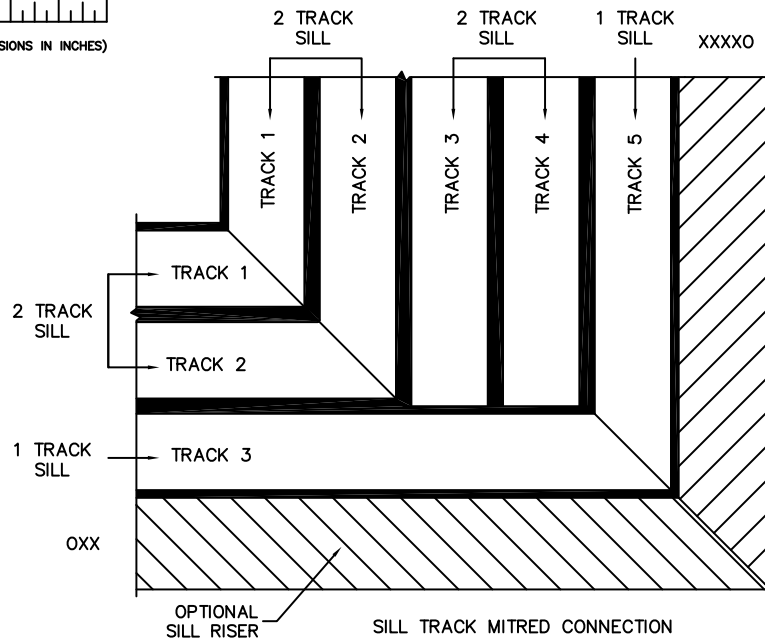 SIONS IN INCHES)
2 TRACK
SILL
2 TRACK
SILL
1 TRACK
SILL
XXXXO
TRACK 1
TRACK 2
TRACK 3
TRACK 4
TRACK 5
TRACK 1
2 TRACK
SILL
TRACK 2
1 TRACK
SILL
TRACK 3
OXX
OPTIONAL
SILL RISER
SILL TRACK MITRED CONNECTION